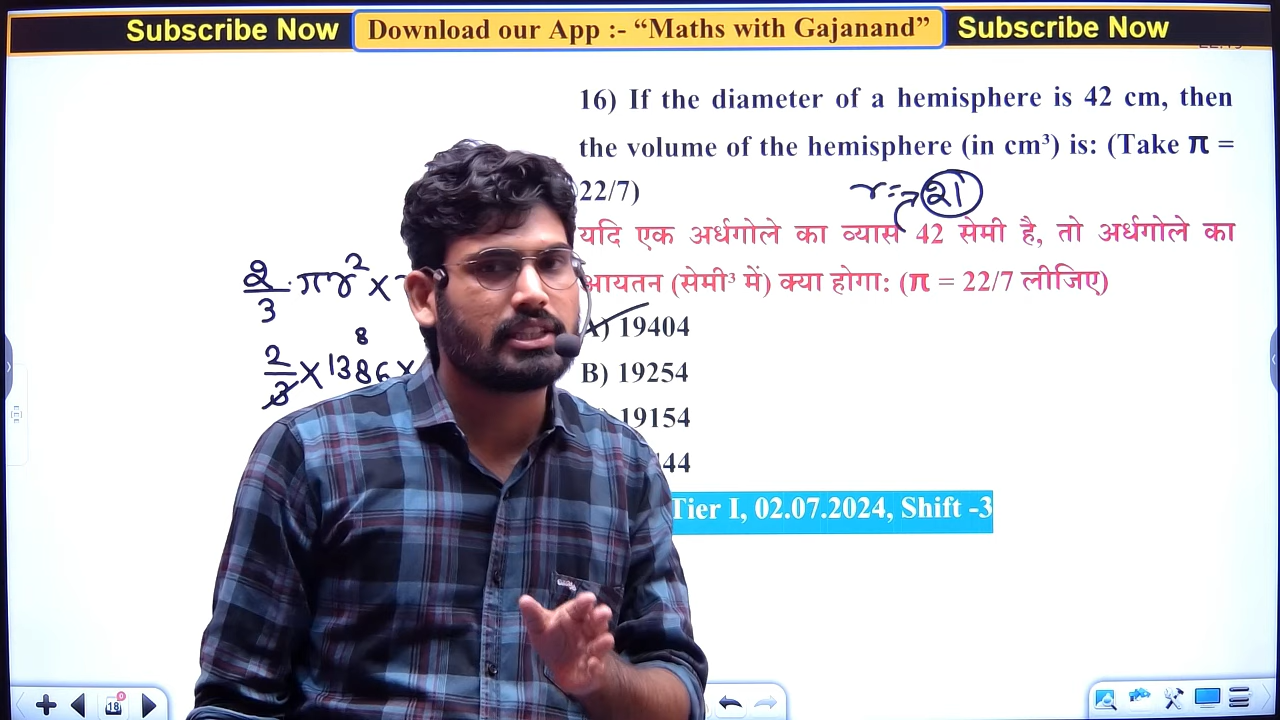 Subscribe Now Download our App :- “Maths with Gajanand” Subscribe Now
16) If the diameter of a hemisphere is 42 cm, then
the volume of the hemisphere (in cm³) is: (Take π =
22/7)
r = 21
यदि एक अर्धगोले का व्यास 42 सेमी है, तो अर्धगोले का
आयतन (सेमी³ में) क्या होगा: (π = 22/7 लीजिए)
2/3 · πr² ×
A) 19404
8
2/3 × 1386 ×
B) 19254
19154
44
Tier I, 02.07.2024, Shift -3
18